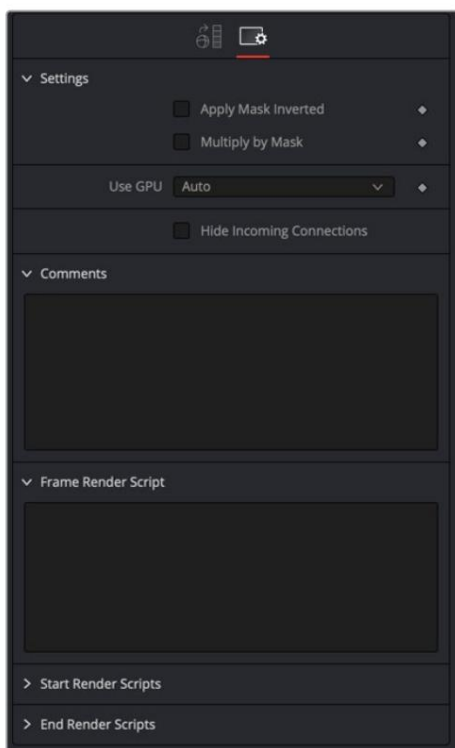 Settings
Apply Mask Inverted
Multiply by Mask
Use GPU Auto
Hide Incoming Connections
Comments
Frame Render Script
Start Render Scripts
End Render Scripts